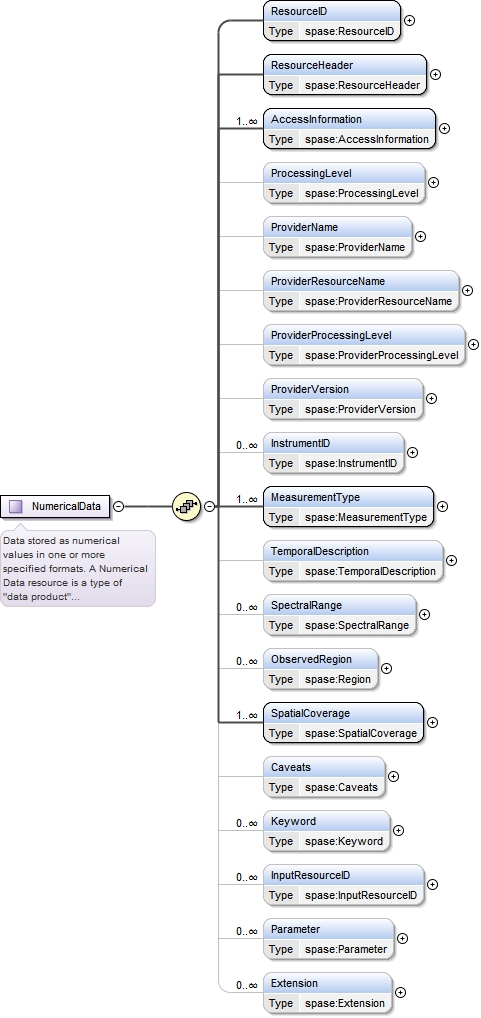 ResourceID
Type spase:ResourceID
ResourceHeader
Type spase:ResourceHeader
1..∞
AccessInformation
Type spase:AccessInformation
ProcessingLevel
Type spase:ProcessingLevel
ProviderName
Type spase:ProviderName
ProviderResourceName
Type spase:ProviderResourceName
ProviderProcessingLevel
Type spase:ProviderProcessingLevel
ProviderVersion
Type spase:ProviderVersion
0..∞
InstrumentID
Type spase:InstrumentID
NumericalData
Data stored as numerical
values in one or more
specified formats. A Numerical
Data resource is a type of
"data product"...
1..∞
MeasurementType
Type spase:MeasurementType
TemporalDescription
Type spase:TemporalDescription
0..∞
SpectralRange
Type spase:SpectralRange
0..∞
ObservedRegion
Type spase:Region
1..∞
SpatialCoverage
Type spase:SpatialCoverage
Caveats
Type spase:Caveats
0..∞
Keyword
Type spase:Keyword
0..∞
InputResourceID
Type spase:InputResourceID
0..∞
Parameter
Type spase:Parameter
0..∞
Extension
Type spase:Extension